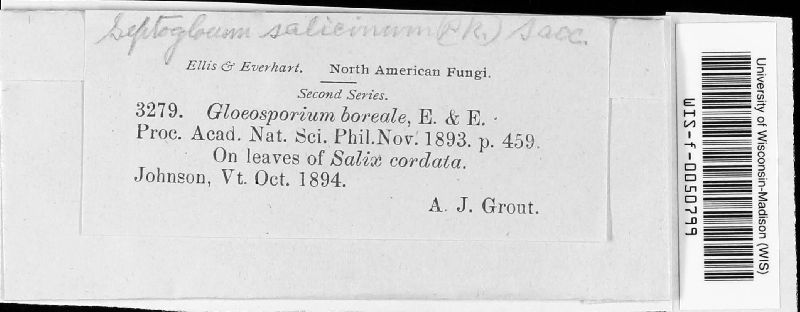 Septogloeum salicinum (Pk.) Sacc.
Ellis & Everhart. North American Fungi.
Second Series.
3279. Gloeosporium boreale, E. & E.
Proc. Acad. Nat. Sci. Phil. Nov. 1893. p. 459.
On leaves of Salix cordata.
Johnson, Vt. Oct. 1894.
A. J. Grout.
University of Wisconsin-Madison (WIS)
WIS-f-0050799